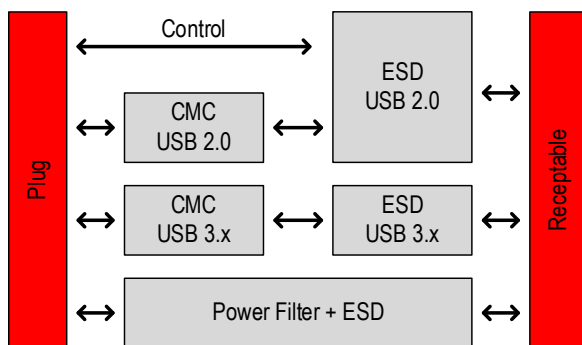 Control
ESD
USB 2.0
CMC
USB 2.0
Plug
CMC
USB 3.x
ESD
USB 3.x
Receptable
Power Filter + ESD